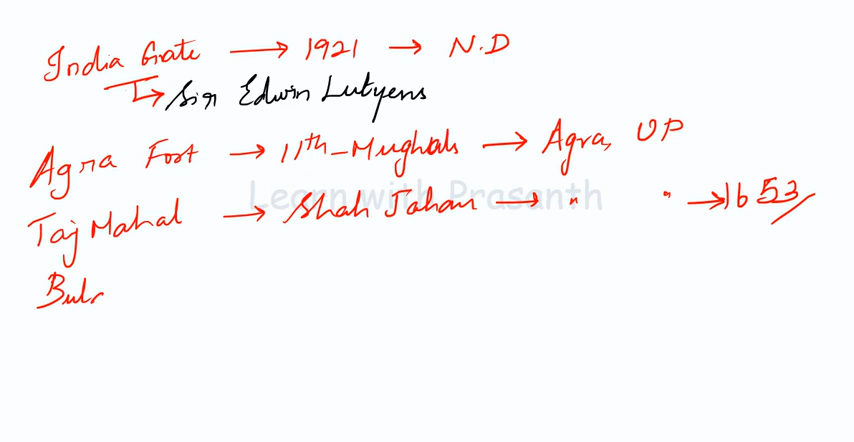 India Gate → 1921 → N.D
→ Sir Edwin Lutyens
Agra Fort → 11th-Mughals → Agra, UP
Learn with Prasanth
Taj Mahal → Shah Jahan → " " → 1653
Bul